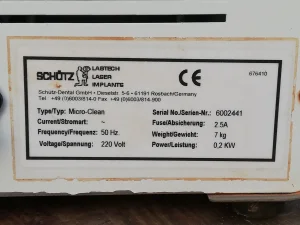 SCHÜTZ LABTECH
LASER
IMPLANTE
CE
676410
Schütz-Dental GmbH • Dieselstr. 5-6 • 61191 Rosbach/Germany
Tel +49 (0)6003/814-0 Fax +49 (0)6003/814-900
Type/Typ: Micro-Clean Serial No./Serien-Nr.: 6002441
Current/Stromart: ~ Fuse/Absicherung: 2.5A
Frequency/Frequenz: 50 Hz Weight/Gewicht: 7 kg
Voltage/Spannung: 220 Volt Power/Leistung: 0,2 KW